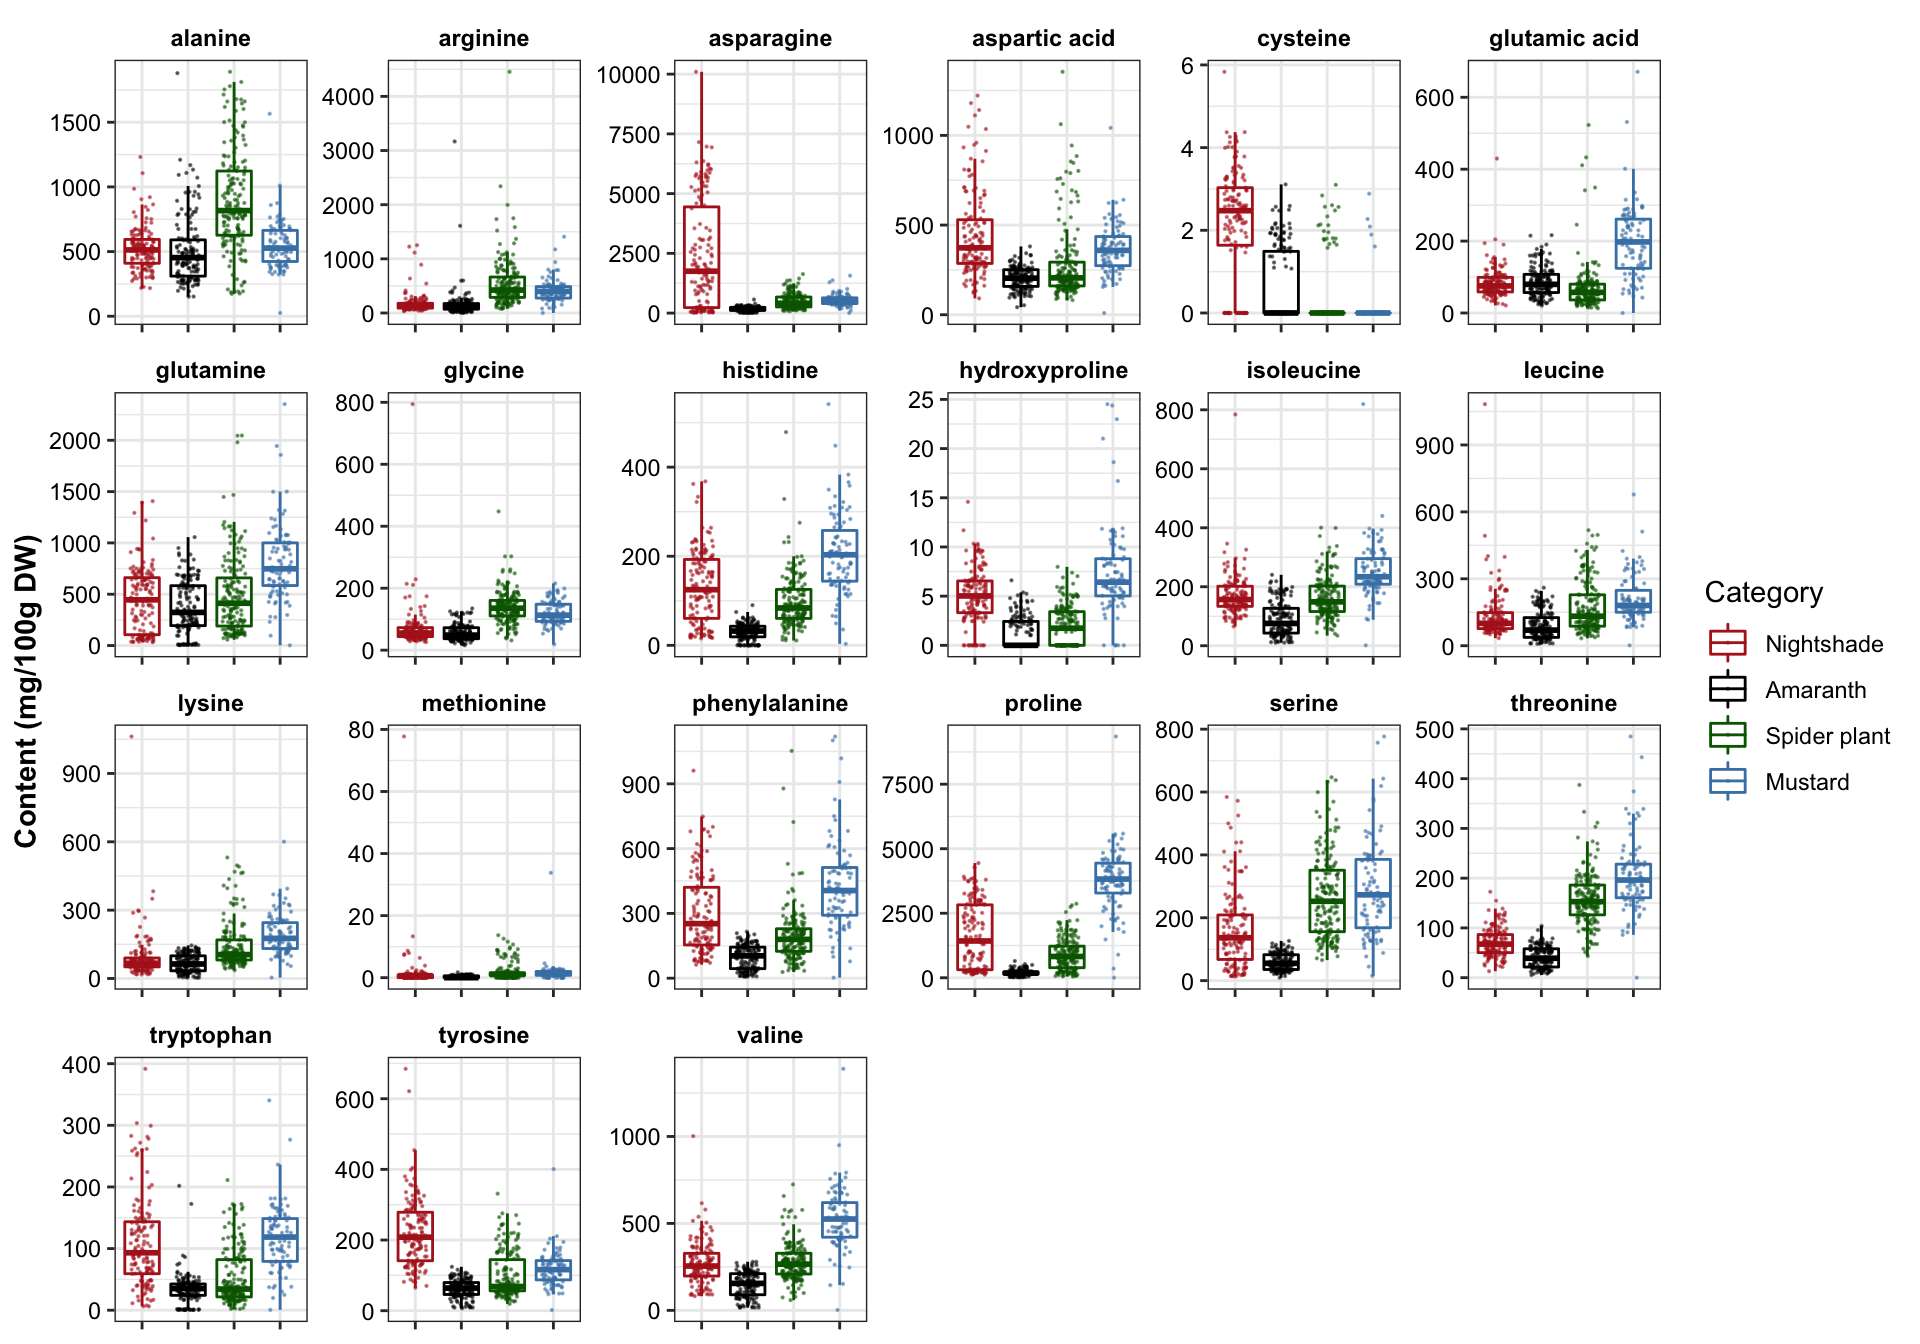 alanine arginine asparagine aspartic acid cysteine glutamic acid
1500 1000 500 0
4000 3000 2000 1000 0
10000 7500 5000 2500 0
1000 500 0
6 4 2 0
600 400 200 0
glutamine glycine histidine hydroxyproline isoleucine leucine
2000 1500 1000 500 0
800 600 400 200 0
400 200 0
25 20 15 10 5 0
800 600 400 200 0
900 600 300 0
lysine methionine phenylalanine proline serine threonine
900 600 300 0
80 60 40 20 0
900 600 300 0
7500 5000 2500 0
800 600 400 200 0
500 400 300 200 100 0
tryptophan tyrosine valine
400 300 200 100 0
600 400 200 0
1000 500 0
Content (mg/100g DW)
Category
Nightshade
Amaranth
Spider plant
Mustard